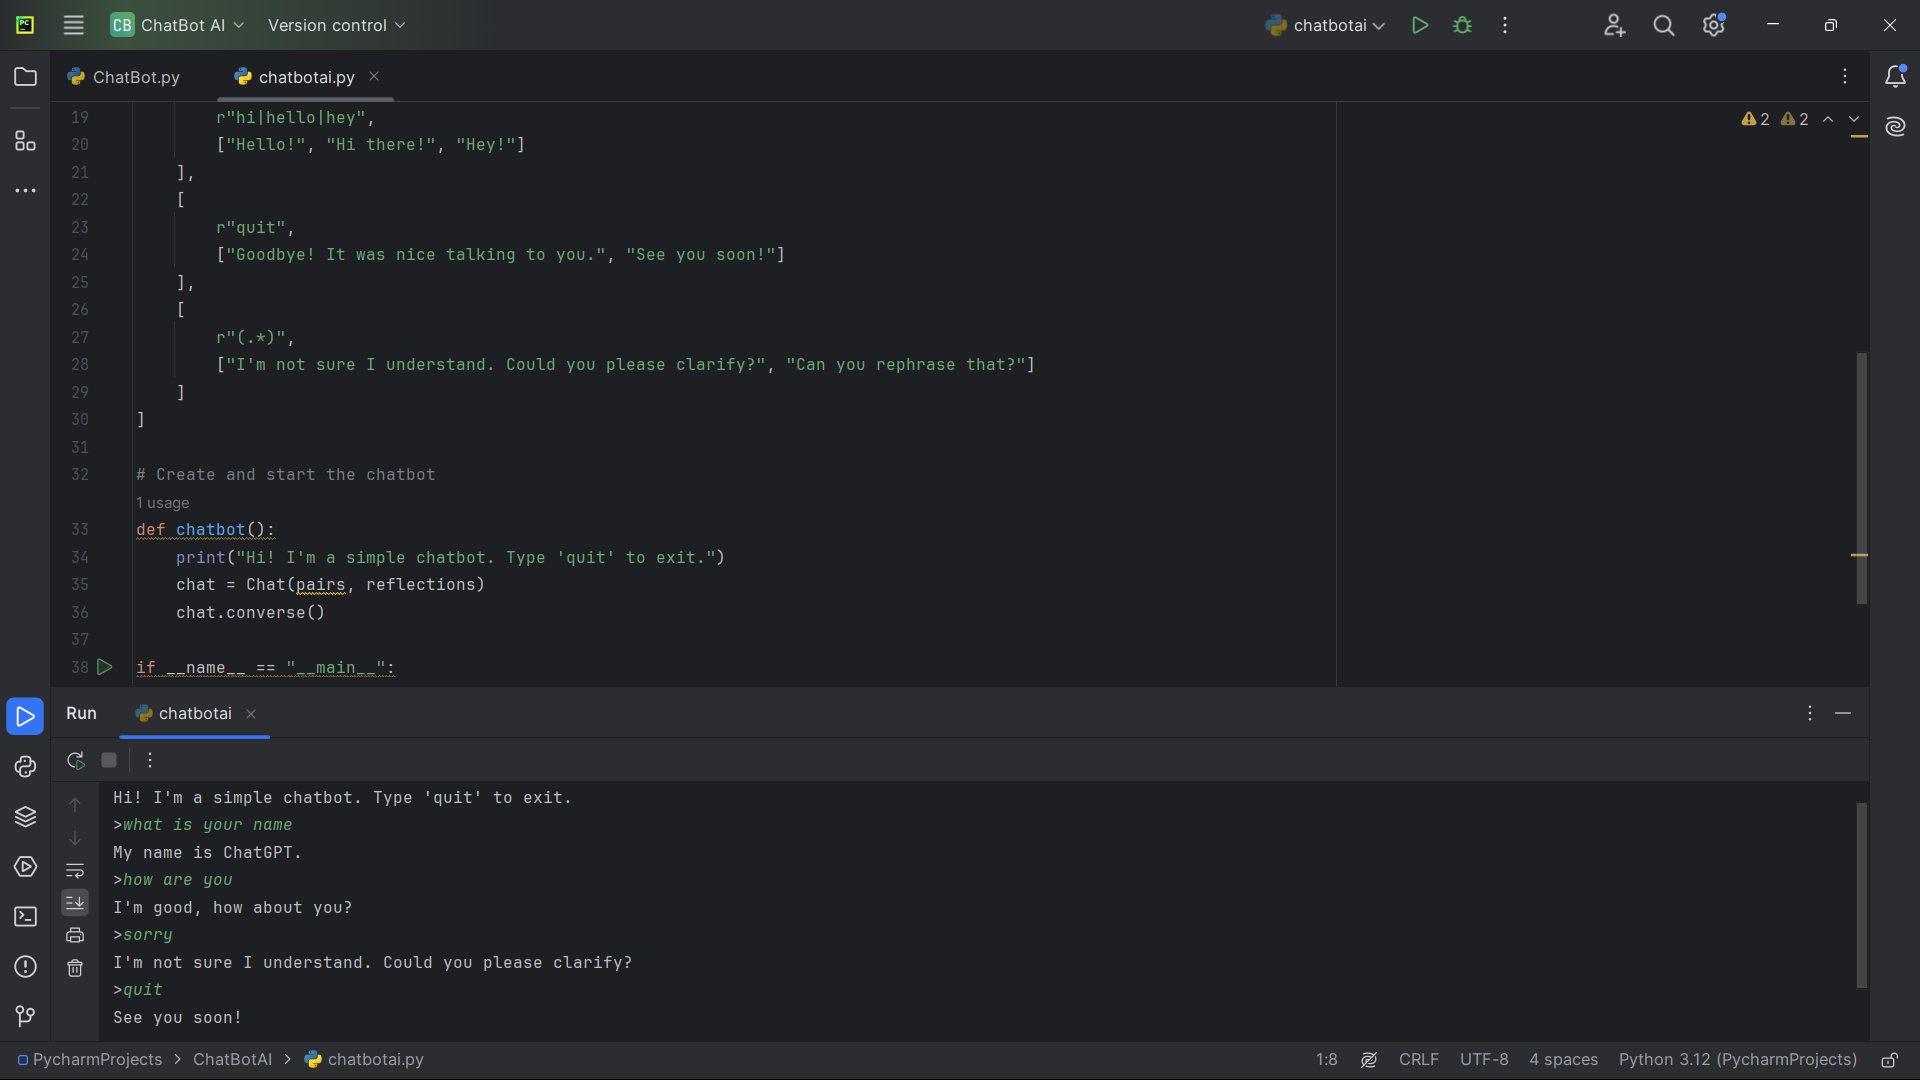 PC CB ChatBot AI Version control chatbotai
ChatBot.py chatbotai.py
2 2
19 r"hi|hello|hey",
20 ["Hello!", "Hi there!", "Hey!"]
21 ],
22 [
23 r"quit",
24 ["Goodbye! It was nice talking to you.", "See you soon!"]
25 ],
26 [
27 r"(.*)",
28 ["I'm not sure I understand. Could you please clarify?", "Can you rephrase that?"]
29 ]
30 ]
31
32 # Create and start the chatbot
1 usage
33 def chatbot():
34 print("Hi! I'm a simple chatbot. Type 'quit' to exit.")
35 chat = Chat(pairs, reflections)
36 chat.converse()
37
38 if __name__ == "__main__":
Run chatbotai
Hi! I'm a simple chatbot. Type 'quit' to exit.
>what is your name
My name is ChatGPT.
>how are you
I'm good, how about you?
>sorry
I'm not sure I understand. Could you please clarify?
>quit
See you soon!
PycharmProjects > ChatBotAI > chatbotai.py 1:8 CRLF UTF-8 4 spaces Python 3.12 (PycharmProjects)